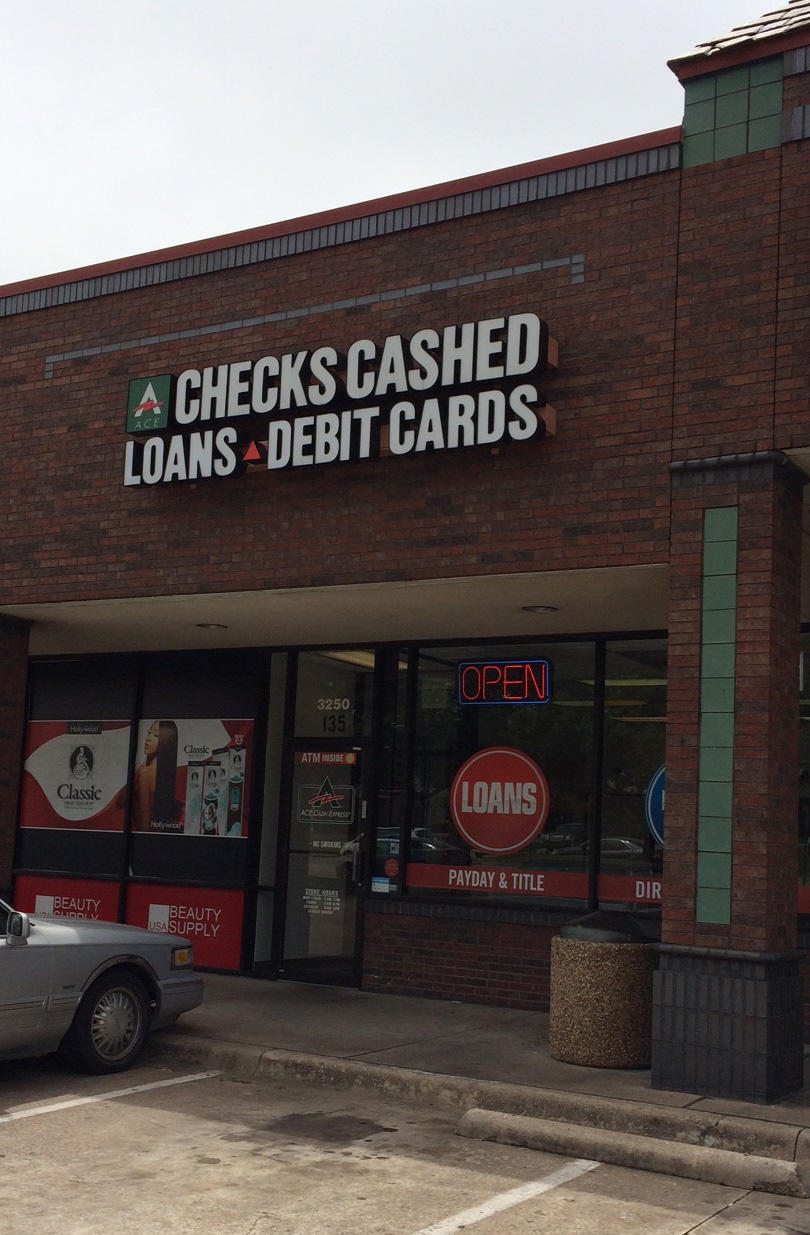 ACE
CHECKS CASHED
LOANS DEBIT CARDS
3250
135
OPEN
ATM INSIDE
ACE CASH EXPRESS
NO SMOKING
STORE HOURS
LOANS
PAYDAY & TITLE
DIR
Hollywood
Classic
Classic
Hollywood
USA BEAUTY
SUPPLY
USA BEAUTY
SUPPLY